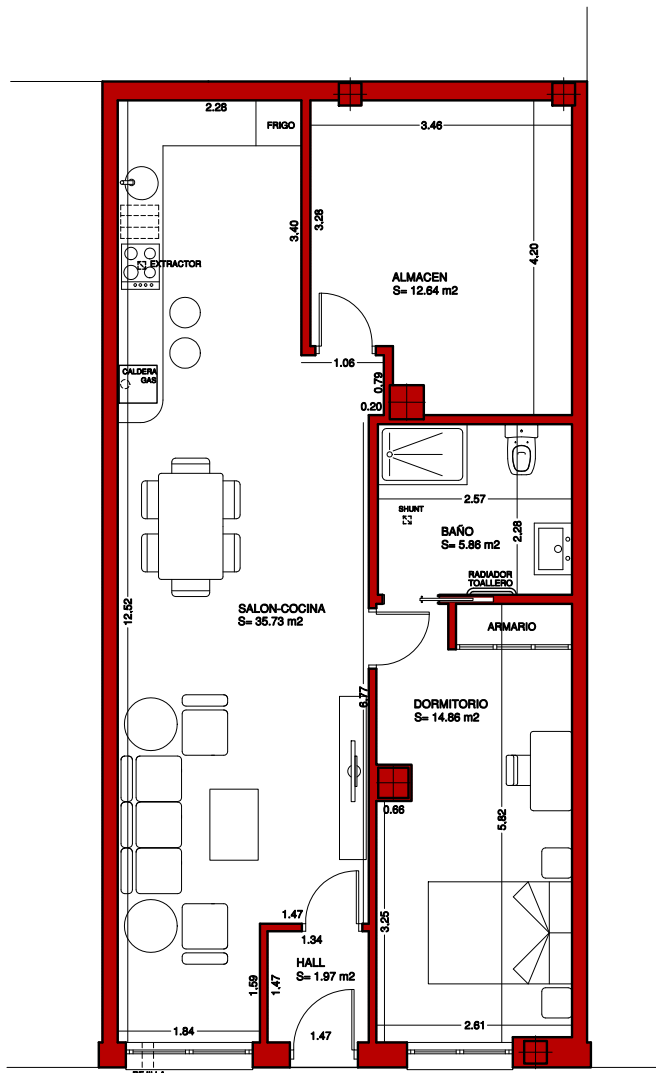 2.28
FRIGO
3.46
3.28
3.40
4.20
EXTRACTOR
ALMACEN
S= 12.64 m2
1.06
CALDERA
GAS
0.79
0.20
2.57
SHUNT
BAÑO
S= 5.86 m2
2.28
RADIADOR
TOALLERO
12.52
SALON-COCINA
S= 35.73 m2
ARMARIO
6.77
DORMITORIO
S= 14.86 m2
0.66
5.82
1.47
3.25
1.34
HALL
S= 1.97 m2
1.59
1.47
1.84
1.47
2.61